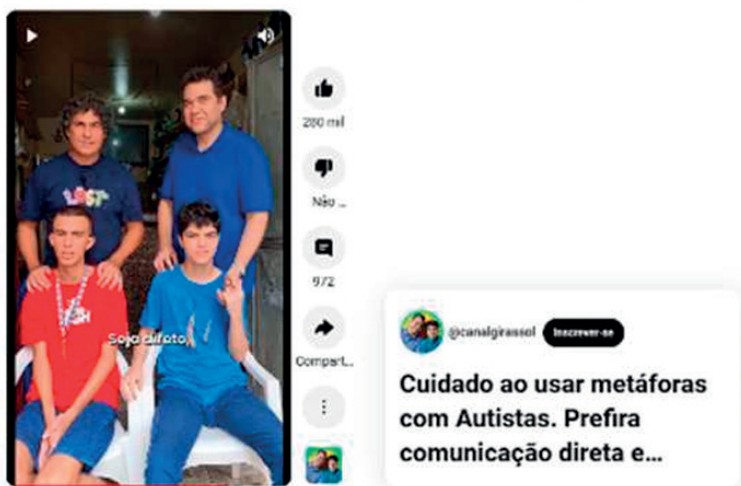 LOST
Seja direto,
280 mil
Não ...
972
Compart...
@canalgirassol
Inscrever-se
Cuidado ao usar metáforas
com Autistas. Prefira
comunicação direta e...